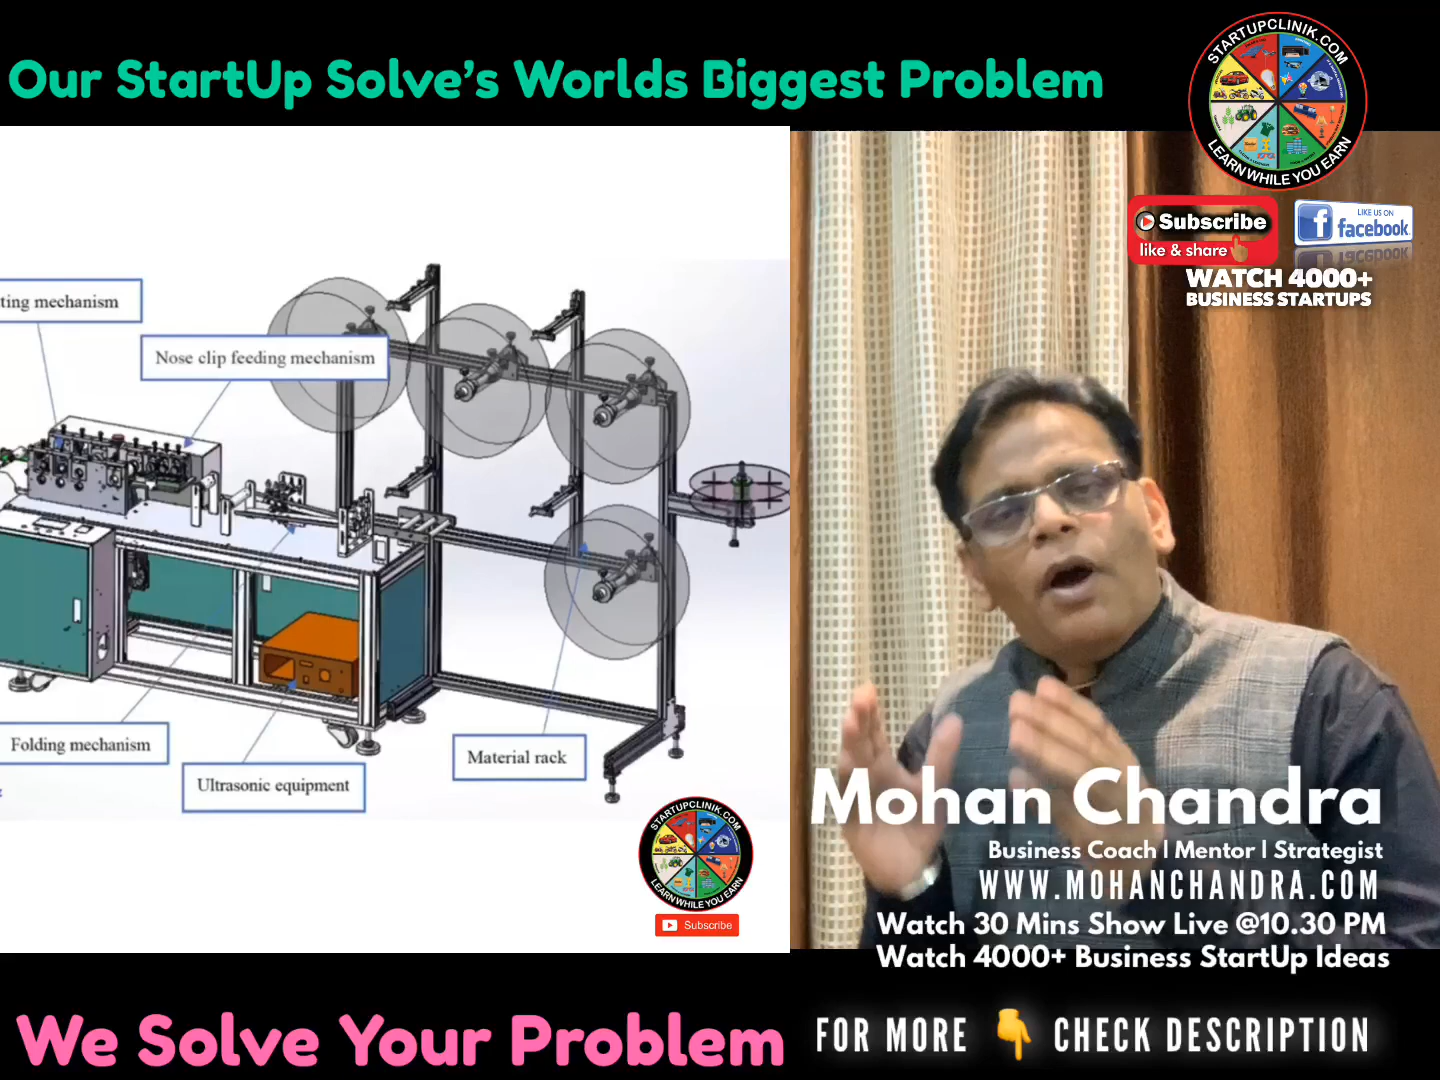 Our StartUp Solve's Worlds Biggest Problem
STARTUPCLINIK.COM
LEARN WHILE YOU EARN
Subscribe
like & share
LIKE US ON
facebook.
WATCH 4000+
BUSINESS STARTUPS
ting mechanism
Nose clip feeding mechanism
Folding mechanism
Ultrasonic equipment
Material rack
STARTUPCLINIK.COM
LEARN WHILE YOU EARN
Subscribe
Mohan Chandra
Business Coach | Mentor | Strategist
WWW.MOHANCHANDRA.COM
Watch 30 Mins Show Live @10.30 PM
Watch 4000+ Business StartUp Ideas
We Solve Your Problem
FOR MORE 👇 CHECK DESCRIPTION